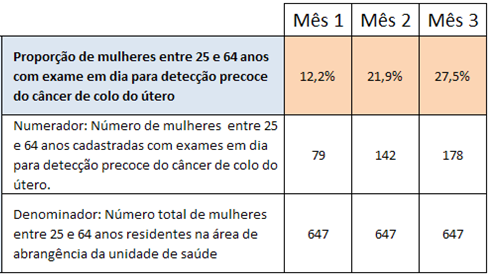 Mês 1 Mês 2 Mês 3
Proporção de mulheres entre 25 e 64 anos
com exame em dia para detecção precoce
do câncer de colo do útero
12,2% 21,9% 27,5%
Numerador: Número de mulheres entre 25
e 64 anos cadastradas com exames em dia
para detecção precoce do câncer de colo do
útero.
79 142 178
Denominador: Número total de mulheres
entre 25 e 64 anos residentes na área de
abrangência da unidade de saúde
647 647 647